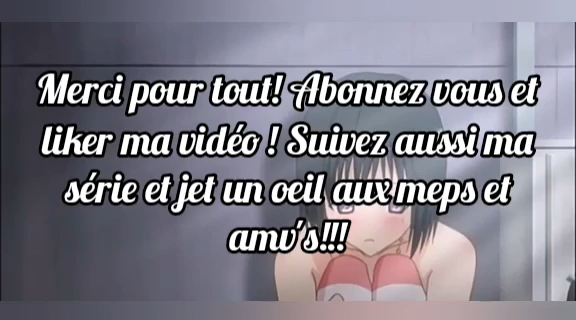 Merci pour tout! Abonnez vous et
liker ma vidéo ! Suivez aussi ma
série et jet un oeil aux meps et
amv's!!!